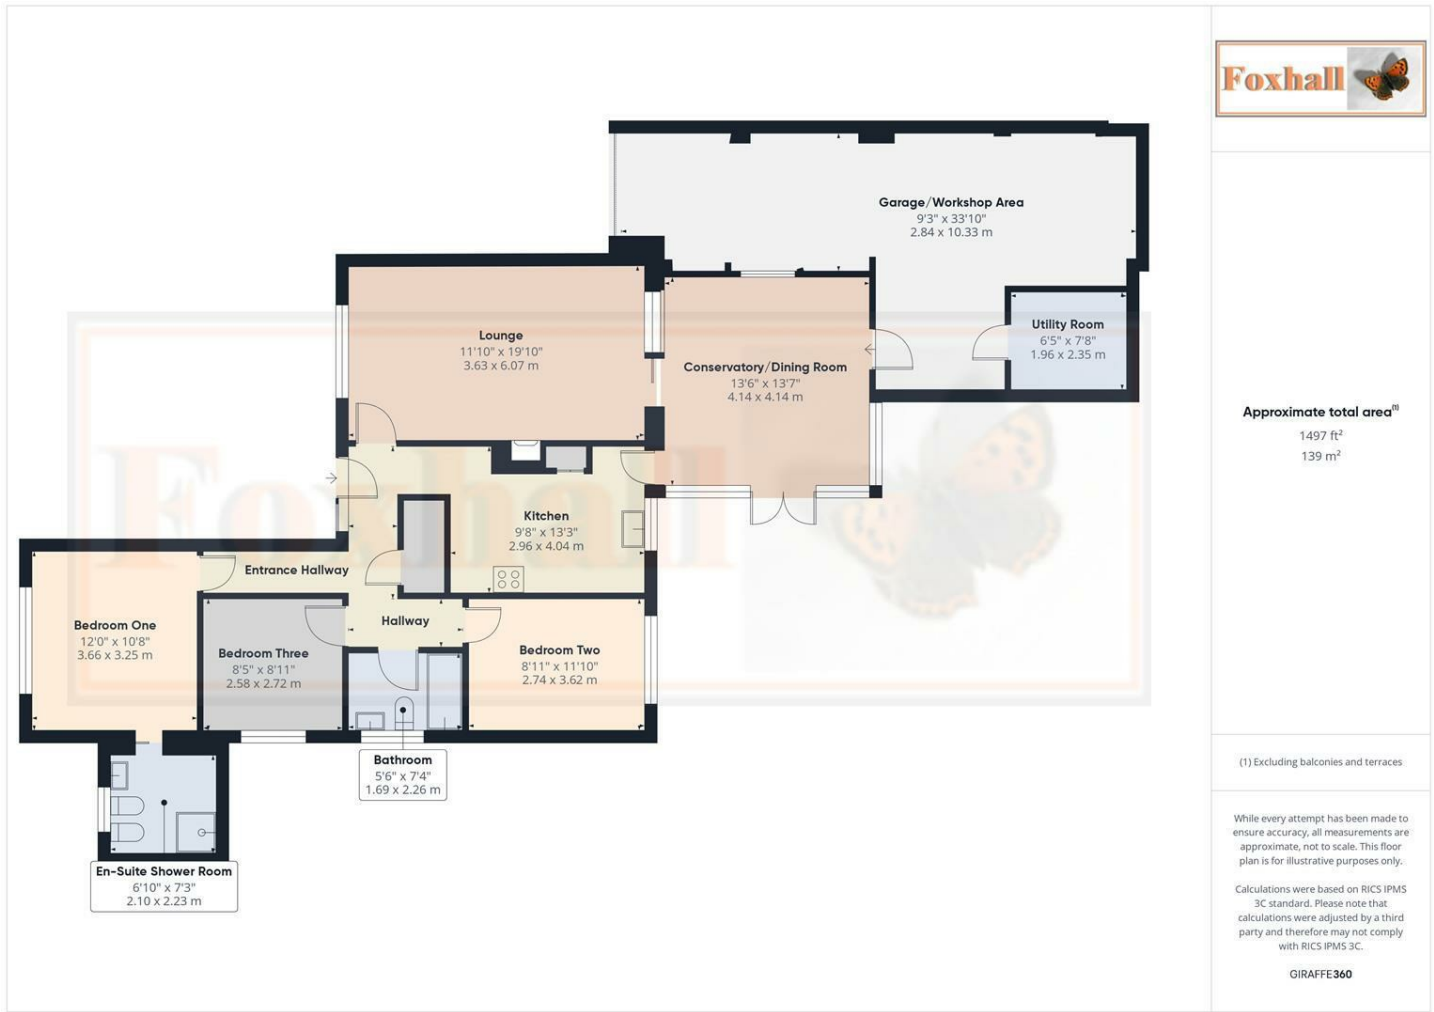 Foxhall
Garage/Workshop Area
9'3" x 33'10"
2.84 x 10.33 m
Lounge
11'10" x 19'10"
3.63 x 6.07 m
Utility Room
6'5" x 7'8"
1.96 x 2.35 m
Conservatory/Dining Room
13'6" x 13'7"
4.14 x 4.14 m
Foxhall
Kitchen
9'8" x 13'3"
2.96 x 4.04 m
Entrance Hallway
Hallway
Bedroom One
12'0" x 10'8"
3.66 x 3.25 m
Bedroom Three
8'5" x 8'11"
2.58 x 2.72 m
Bedroom Two
8'11" x 11'10"
2.74 x 3.62 m
Bathroom
5'6" x 7'4"
1.69 x 2.26 m
En-Suite Shower Room
6'10" x 7'3"
2.10 x 2.23 m
Approximate total area(1)
1497 ft²
139 m²
(1) Excluding balconies and terraces
While every attempt has been made to
ensure accuracy, all measurements are
approximate, not to scale. This floor
plan is for illustrative purposes only.
Calculations were based on RICS IPMS
3C standard. Please note that
calculations were adjusted by a third
party and therefore may not comply
with RICS IPMS 3C.
GIRAFFE360